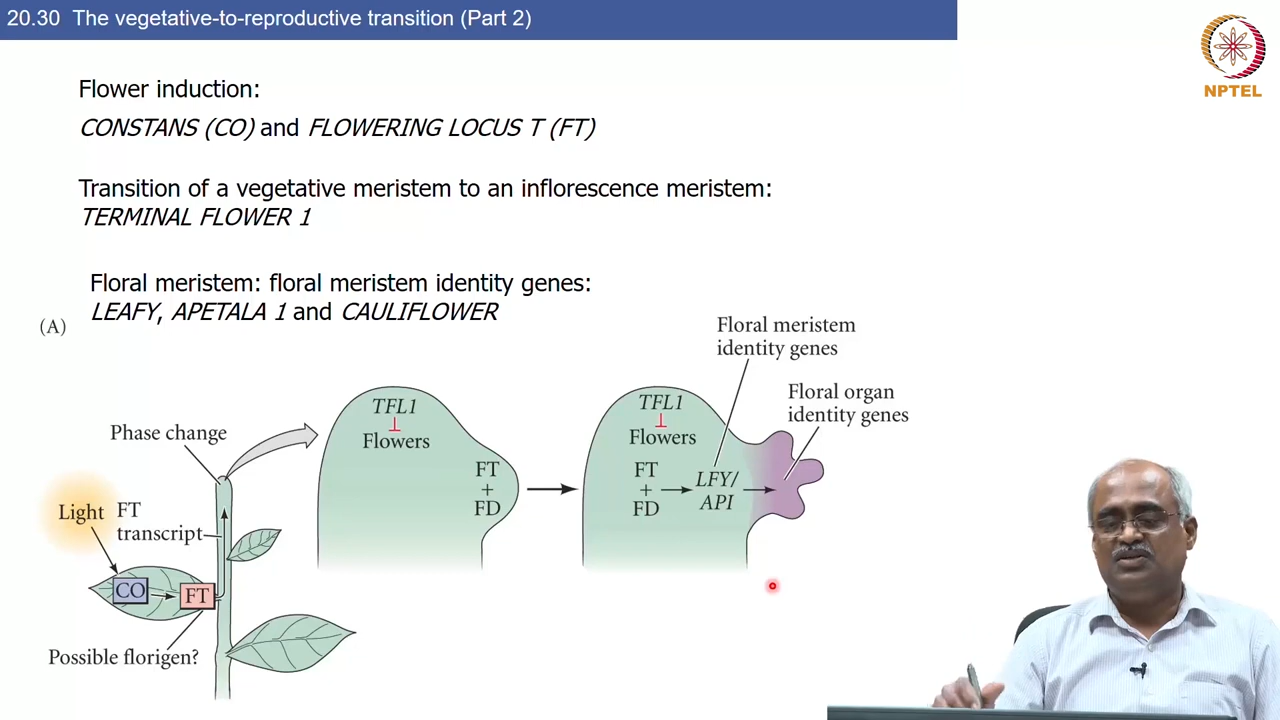 20.30 The vegetative-to-reproductive transition (Part 2)
NPTEL
Flower induction:
CONSTANS (CO) and FLOWERING LOCUS T (FT)
Transition of a vegetative meristem to an inflorescence meristem:
TERMINAL FLOWER 1
Floral meristem: floral meristem identity genes:
LEAFY, APETALA 1 and CAULIFLOWER
(A)
Floral meristem
identity genes
Floral organ
identity genes
Phase change
TFL1
Flowers
FT
+
FD
TFL1
Flowers
FT
+
FD
LFY/
API
Light
FT
transcript
CO
FT
Possible florigen?